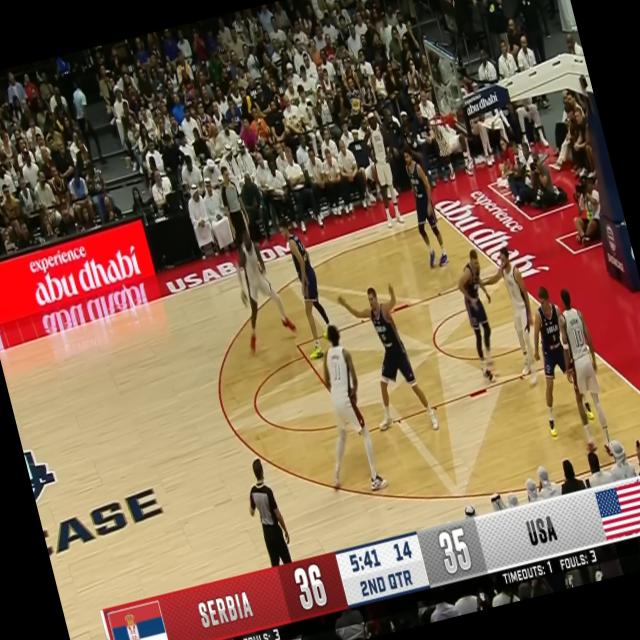 abu dhabi
experience
abu dhabi
experience
abu dhabi
USAB
ASE
5:41 14
2ND QTR
SERBIA 36
35 USA
TIMEOUTS: 1 FOULS: 3